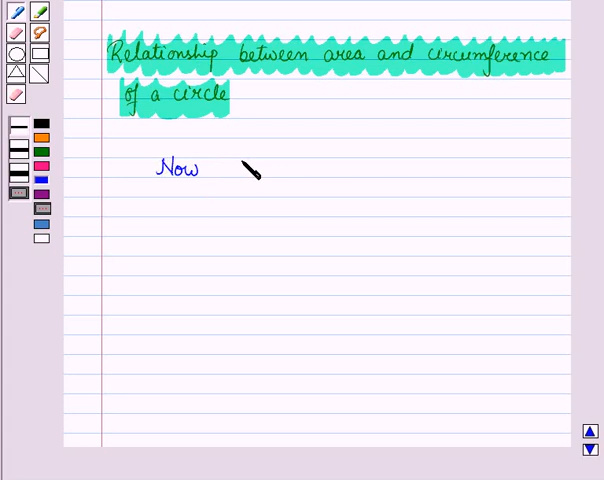 Relationship between area and circumference
of a circle
Now